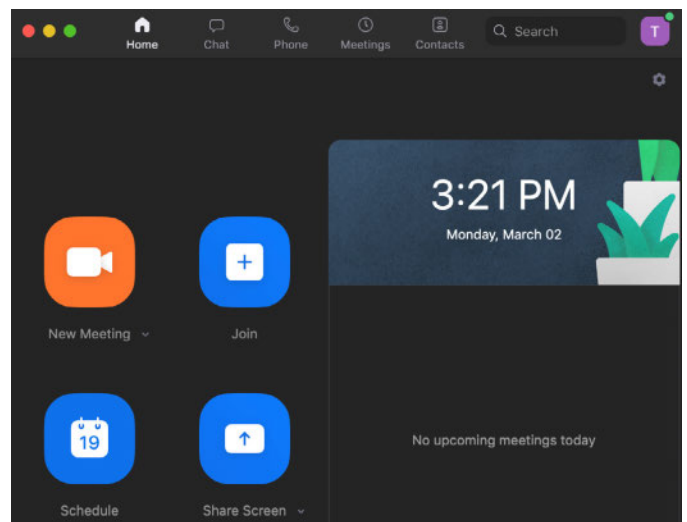 Home
Chat
Phone
Meetings
Contacts
Search
T
3:21 PM
Monday, March 02
New Meeting
Join
19
Schedule
Share Screen
No upcoming meetings today